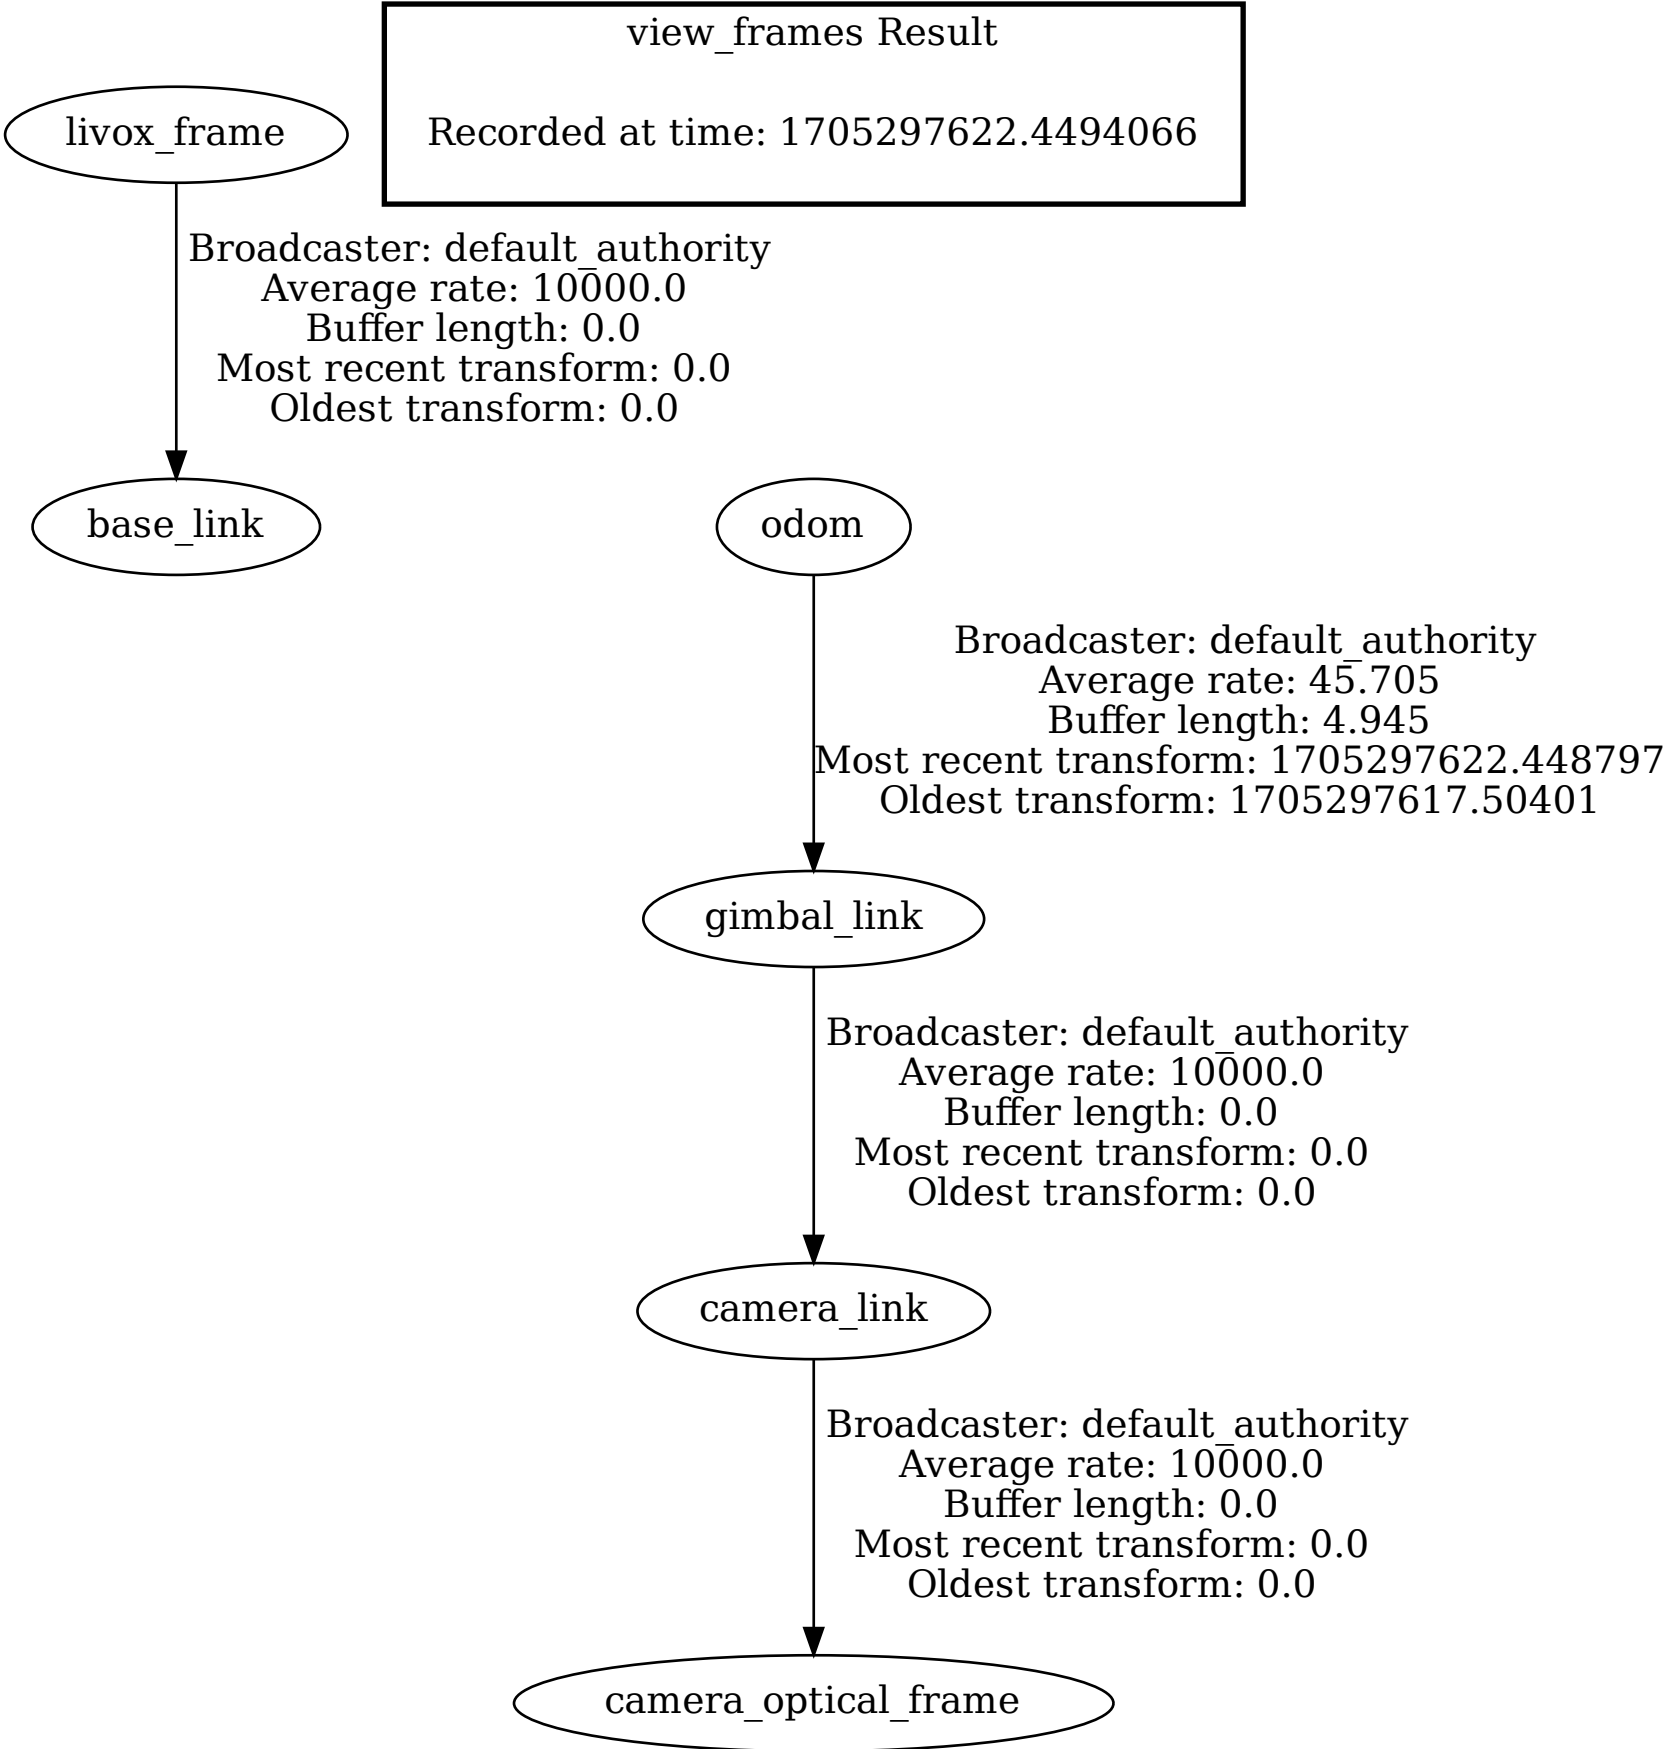 view_frames Result
Recorded at time: 1705297622.4494066
livox_frame
Broadcaster: default_authority
Average rate: 10000.0
Buffer length: 0.0
Most recent transform: 0.0
Oldest transform: 0.0
base_link
odom
Broadcaster: default_authority
Average rate: 45.705
Buffer length: 4.945
Most recent transform: 1705297622.448797
Oldest transform: 1705297617.50401
gimbal_link
Broadcaster: default_authority
Average rate: 10000.0
Buffer length: 0.0
Most recent transform: 0.0
Oldest transform: 0.0
camera_link
Broadcaster: default_authority
Average rate: 10000.0
Buffer length: 0.0
Most recent transform: 0.0
Oldest transform: 0.0
camera_optical_frame